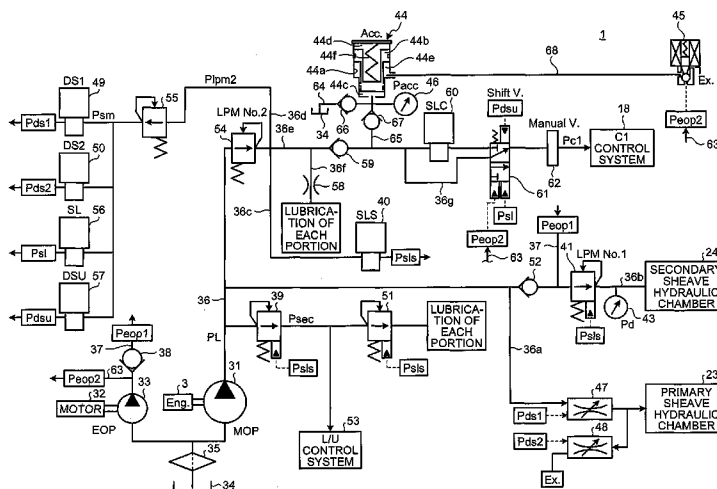 Acc.
44
1
45
44d
44b
44f
44e
44a
44c
68
Ex.
DS1
49
Plpm2
Pacc
46
64
34
66
67
60
SLC
Shift V.
Pdsu
Manual V.
Pc1
18
C1 CONTROL SYSTEM
Peop2
63
Pds1
Psm
55
LPM No.2
36d
36e
54
65
59
DS2
50
Pds2
36f
58
36c
36g
61
62
Psl
LUBRICA-
TION OF
EACH
PORTION
SL
56
Psl
40
SLS
Psls
Peop2
63
Peop1
37
41
LPM No.1
24
52
36b
SECONDARY
SHEAVE
HYDRAULIC
CHAMBER
DSU
57
Pdsu
36
39
Psec
51
LUBRICA-
TION OF
EACH
PORTION
Psls
Pd
43
Peop1
PL
37
38
Psls
Psls
36a
23
Peop2
63
33
31
3
Eng.
32
MOTOR
EOP
MOP
53
L/U
CONTROL
SYSTEM
47
Pds1
PRIMARY
SHEAVE
HYDRAULIC
CHAMBER
Pds2
48
Ex.
35
34